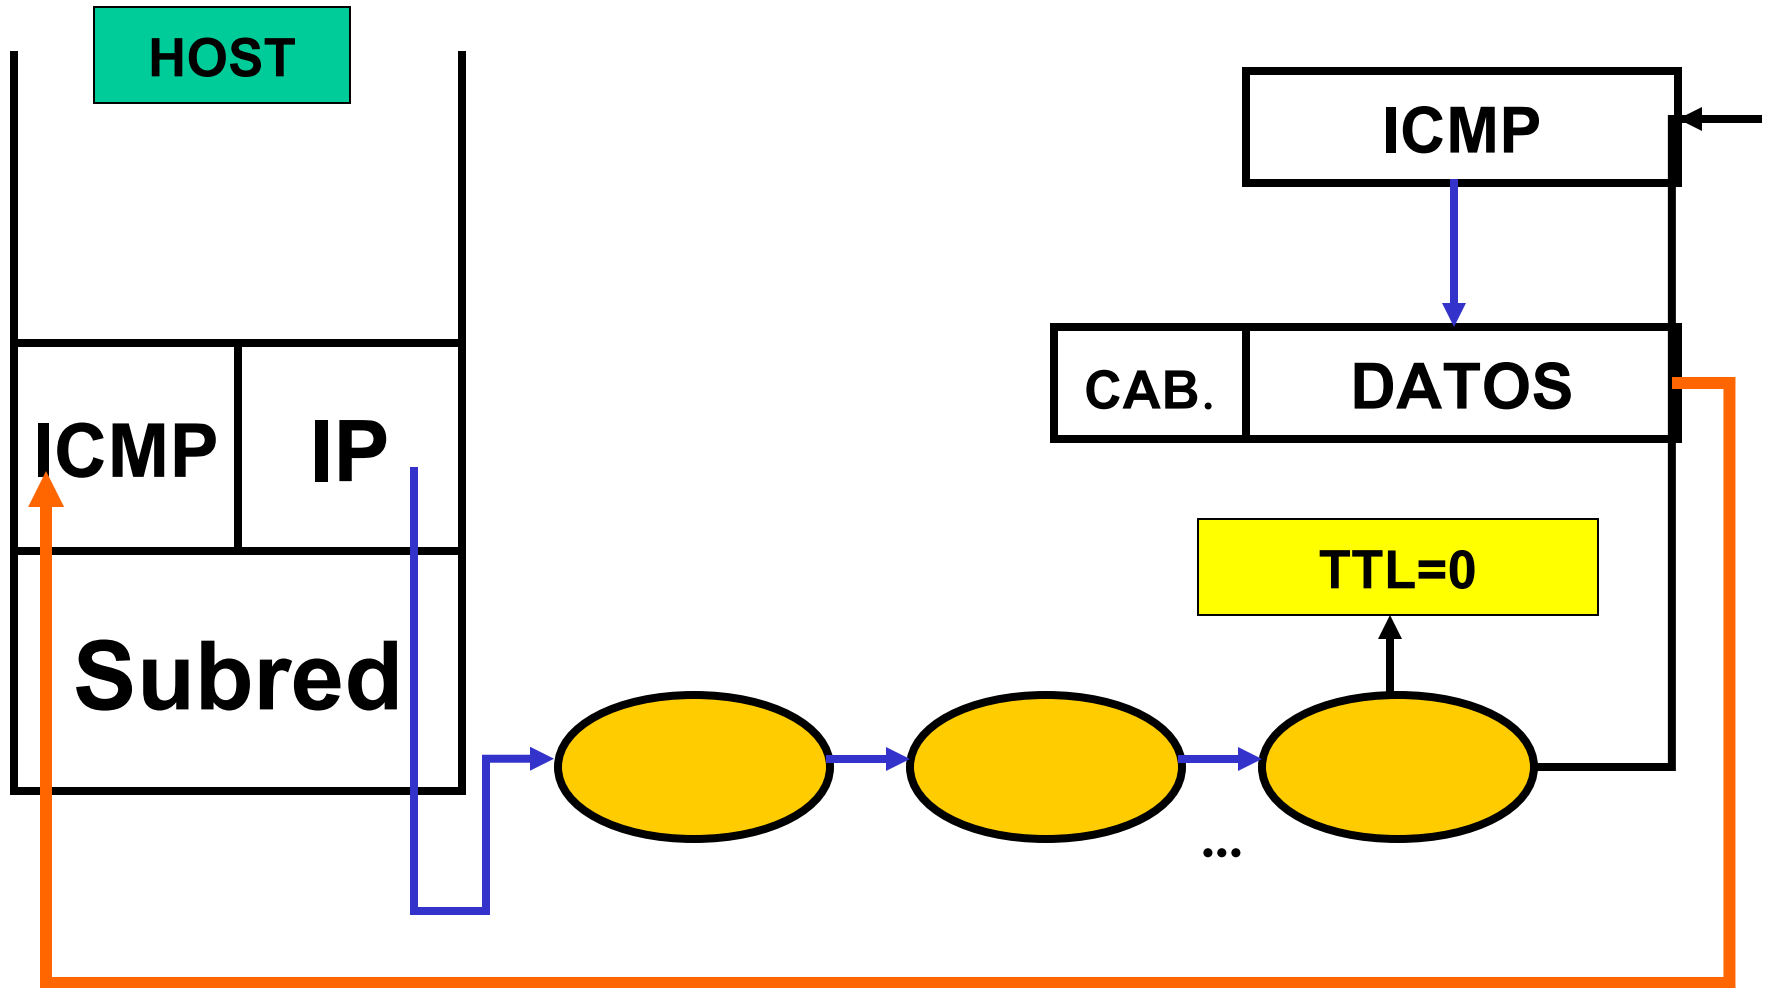 HOST
ICMP
CAB.
DATOS
ICMP
IP
TTL=0
Subred
...